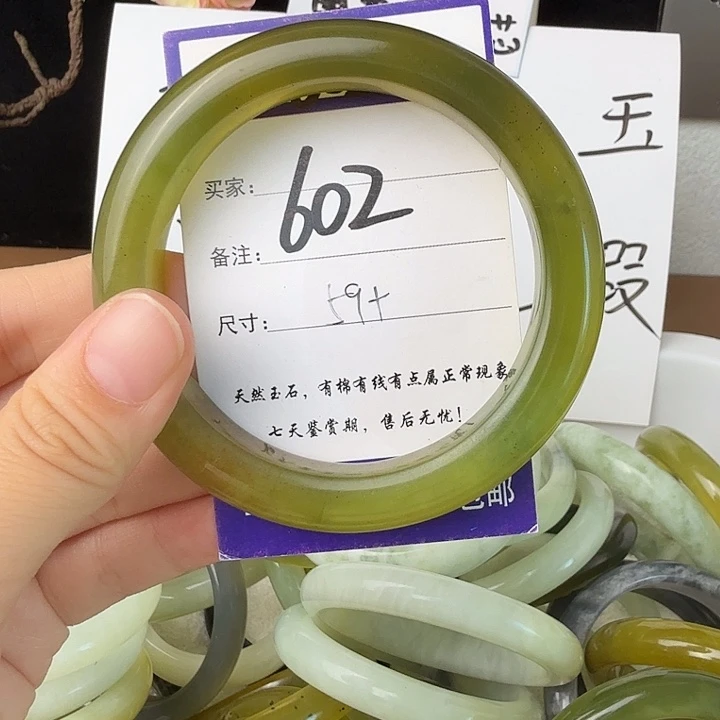 玉
买家：602
备注：
尺寸：59+
天然玉石，有棉有线有点属正常现象
七天鉴赏期，售后无忧！